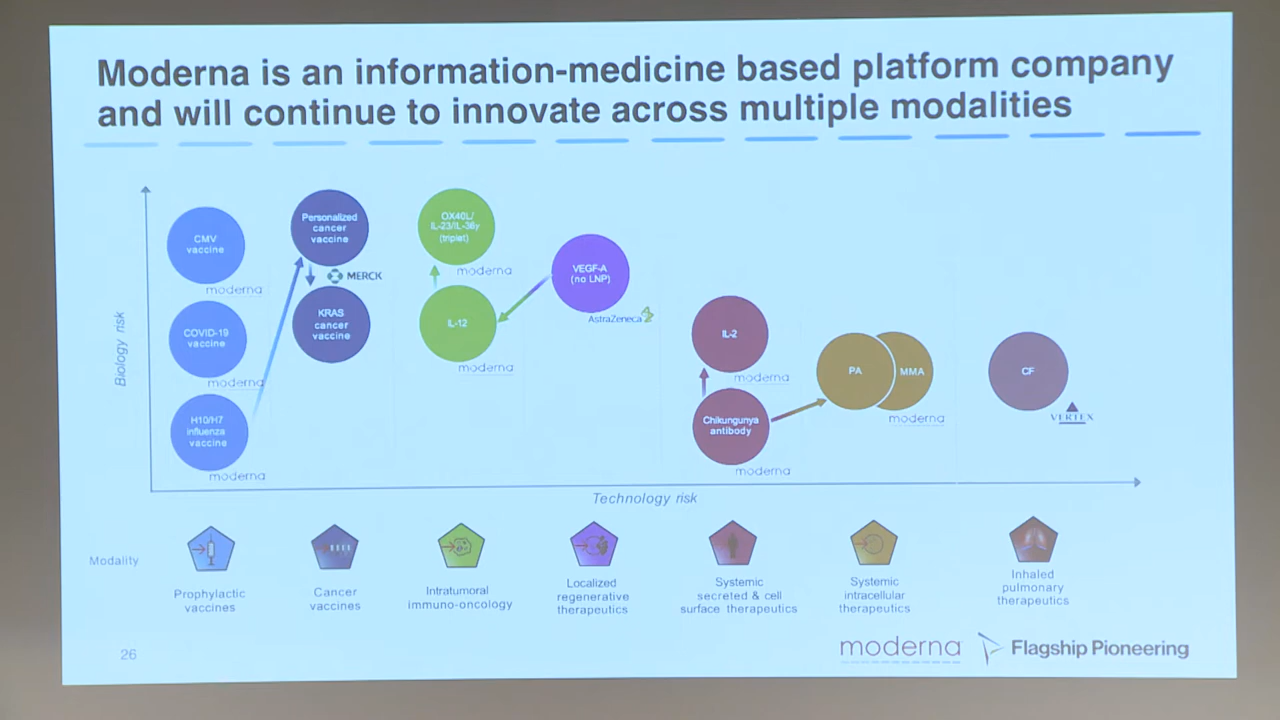 Moderna is an information-medicine based platform company
and will continue to innovate across multiple modalities
Biology risk
CMV
vaccine
moderna
COVID-19
vaccine
moderna
H10/H7
influenza
vaccine
moderna
Personalized
cancer
vaccine
MERCK
KRAS
cancer
vaccine
OX40L/
IL-23/IL-36γ
(triplet)
moderna
IL-12
moderna
VEGF-A
(no LNP)
AstraZeneca
IL-2
moderna
Chikungunya
antibody
moderna
PA
MMA
moderna
CF
VERTEX
Technology risk
Modality
Prophylactic
vaccines
Cancer
vaccines
Intratumoral
immuno-oncology
Localized
regenerative
therapeutics
Systemic
secreted & cell
surface therapeutics
Systemic
intracellular
therapeutics
Inhaled
pulmonary
therapeutics
26
moderna
Flagship Pioneering